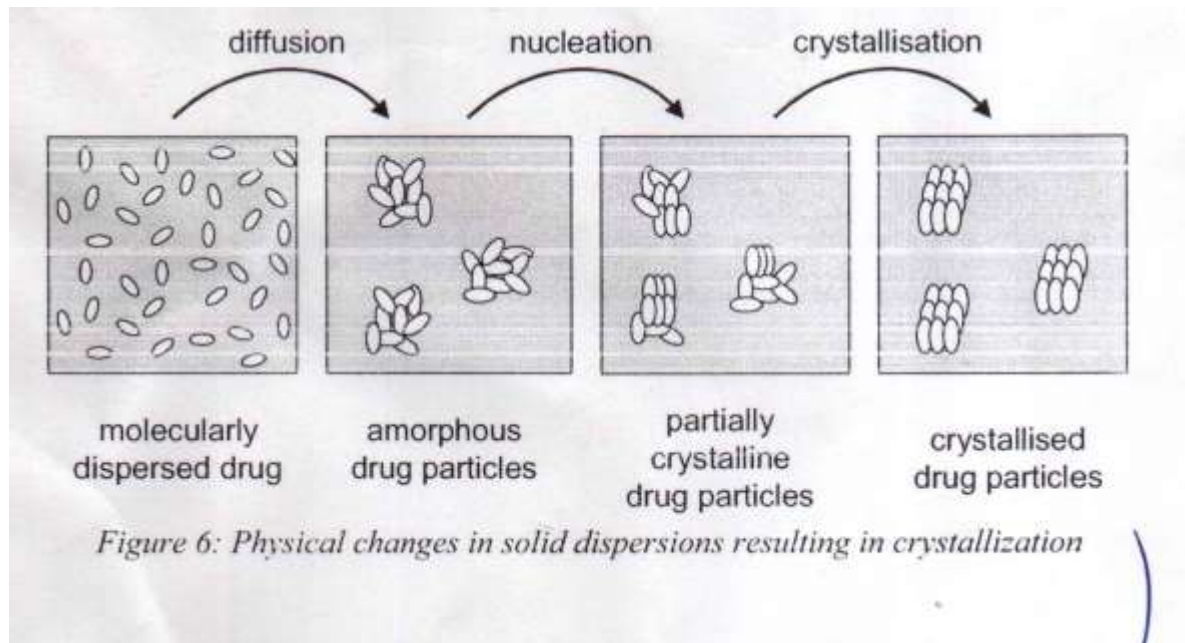 diffusion
nucleation
crystallisation
molecularly
dispersed drug
amorphous
drug particles
partially
crystalline
drug particles
crystallised
drug particles
Figure 6: Physical changes in solid dispersions resulting in crystallization